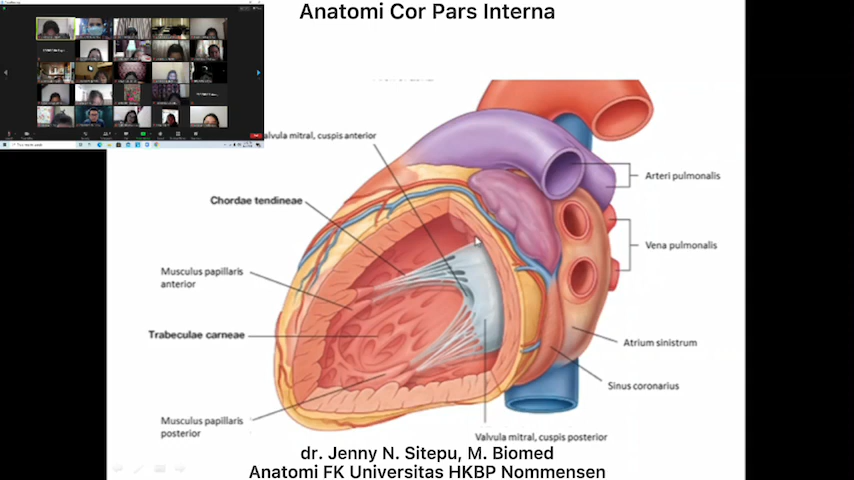 Anatomi Cor Pars Interna
valvula mitral, cuspis anterior
Arteri pulmonalis
Chordae tendineae
Vena pulmonalis
Musculus papillaris
anterior
Trabeculae carneae
Atrium sinistrum
Sinus coronarius
Musculus papillaris
posterior
Valvula mitral, cuspis posterior
dr. Jenny N. Sitepu, M. Biomed
Anatomi FK Universitas HKBP Nommensen